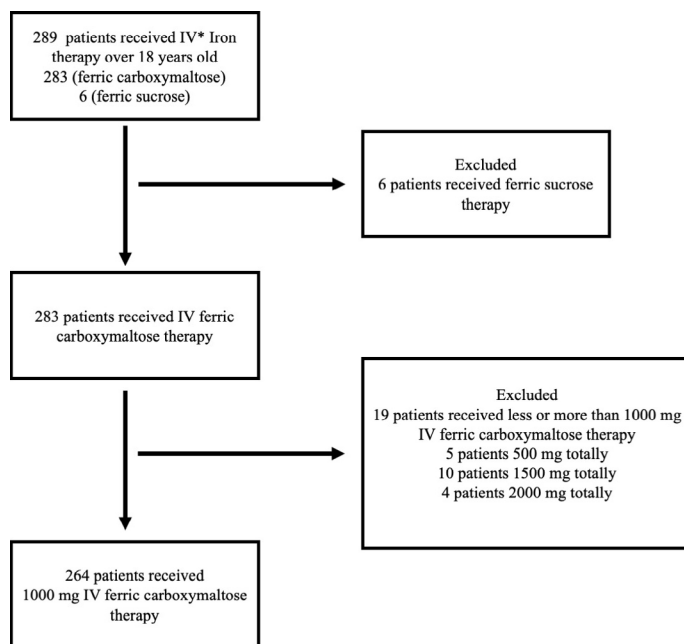 289 patients received IV* Iron
therapy over 18 years old
283 (ferric carboxymaltose)
6 (ferric sucrose)
Excluded
6 patients received ferric sucrose
therapy
283 patients received IV ferric
carboxymaltose therapy
Excluded
19 patients received less or more than 1000 mg
IV ferric carboxymaltose therapy
5 patients 500 mg totally
10 patients 1500 mg totally
4 patients 2000 mg totally
264 patients received
1000 mg IV ferric carboxymaltose
therapy